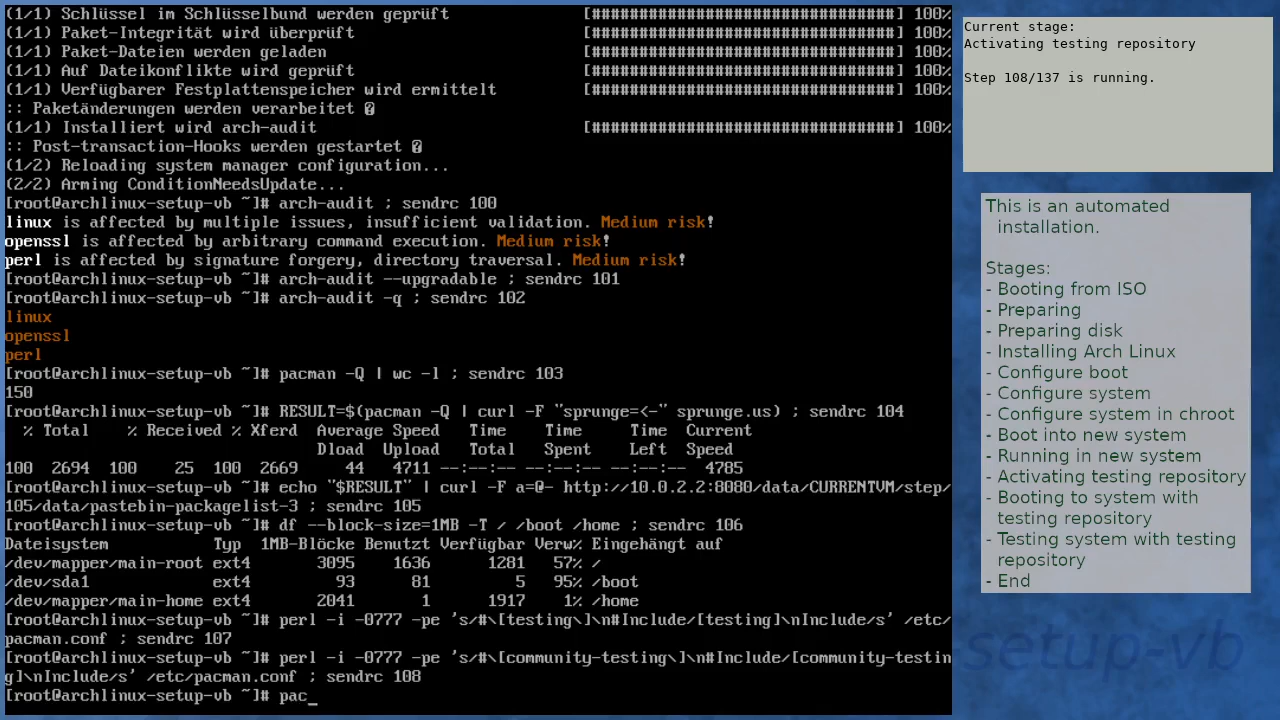 (1/1) Schlüssel im Schlüsselbund werden geprüft [################################] 100%
(1/1) Paket-Integrität wird überprüft [################################] 100%
(1/1) Paket-Dateien werden geladen [################################] 100%
(1/1) Auf Dateikonflikte wird geprüft [################################] 100%
(1/1) Verfügbarer Festplattenspeicher wird ermittelt [################################] 100%
:: Paketänderungen werden verarbeitet �
(1/1) Installiert wird arch-audit [################################] 100%
:: Post-transaction-Hooks werden gestartet �
(1/2) Reloading system manager configuration...
(2/2) Arming ConditionNeedsUpdate...
[root@archlinux-setup-vb ~]# arch-audit ; sendrc 100
linux is affected by multiple issues, insufficient validation. Medium risk!
openssl is affected by arbitrary command execution. Medium risk!
perl is affected by signature forgery, directory traversal. Medium risk!
[root@archlinux-setup-vb ~]# arch-audit --upgradable ; sendrc 101
[root@archlinux-setup-vb ~]# arch-audit -q ; sendrc 102
linux
openssl
perl
[root@archlinux-setup-vb ~]# pacman -Q | wc -l ; sendrc 103
150
[root@archlinux-setup-vb ~]# RESULT=$(pacman -Q | curl -F "sprunge=<-" sprunge.us) ; sendrc 104
% Total % Received % Xferd Average Speed Time Time Time Current
Dload Upload Total Spent Left Speed
100 2694 100 25 100 2669 44 4711 --:--:-- --:--:-- --:--:-- 4785
[root@archlinux-setup-vb ~]# echo "$RESULT" | curl -F a=@- http://10.0.2.2:8080/data/CURRENTVM/step/
105/data/pastebin-packagelist-3 ; sendrc 105
[root@archlinux-setup-vb ~]# df --block-size=1MB -T / /boot /home ; sendrc 106
Dateisystem Typ 1MB-Blöcke Benutzt Verfügbar Verw% Eingehängt auf
/dev/mapper/main-root ext4 3095 1636 1281 57% /
/dev/sda1 ext4 93 81 5 95% /boot
/dev/mapper/main-home ext4 2041 1 1917 1% /home
[root@archlinux-setup-vb ~]# perl -i -0777 -pe 's/#\[testing\]\n#Include/[testing]\nInclude/s' /etc/
pacman.conf ; sendrc 107
[root@archlinux-setup-vb ~]# perl -i -0777 -pe 's/#\[community-testing\]\n#Include/[community-testin
g]\nInclude/s' /etc/pacman.conf ; sendrc 108
[root@archlinux-setup-vb ~]# pac_
Current stage:
Activating testing repository
Step 108/137 is running.
This is an automated
installation.
Stages:
- Booting from ISO
- Preparing
- Preparing disk
- Installing Arch Linux
- Configure boot
- Configure system
- Configure system in chroot
- Boot into new system
- Running in new system
- Activating testing repository
- Booting to system with
testing repository
- Testing system with testing
repository
- End
setup-vb